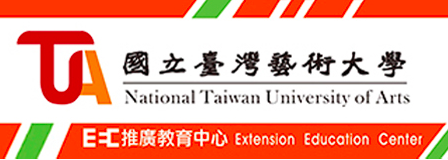 TUA
國立臺灣藝術大學
National Taiwan University of Arts
EEC推廣教育中心 Extension Education Center